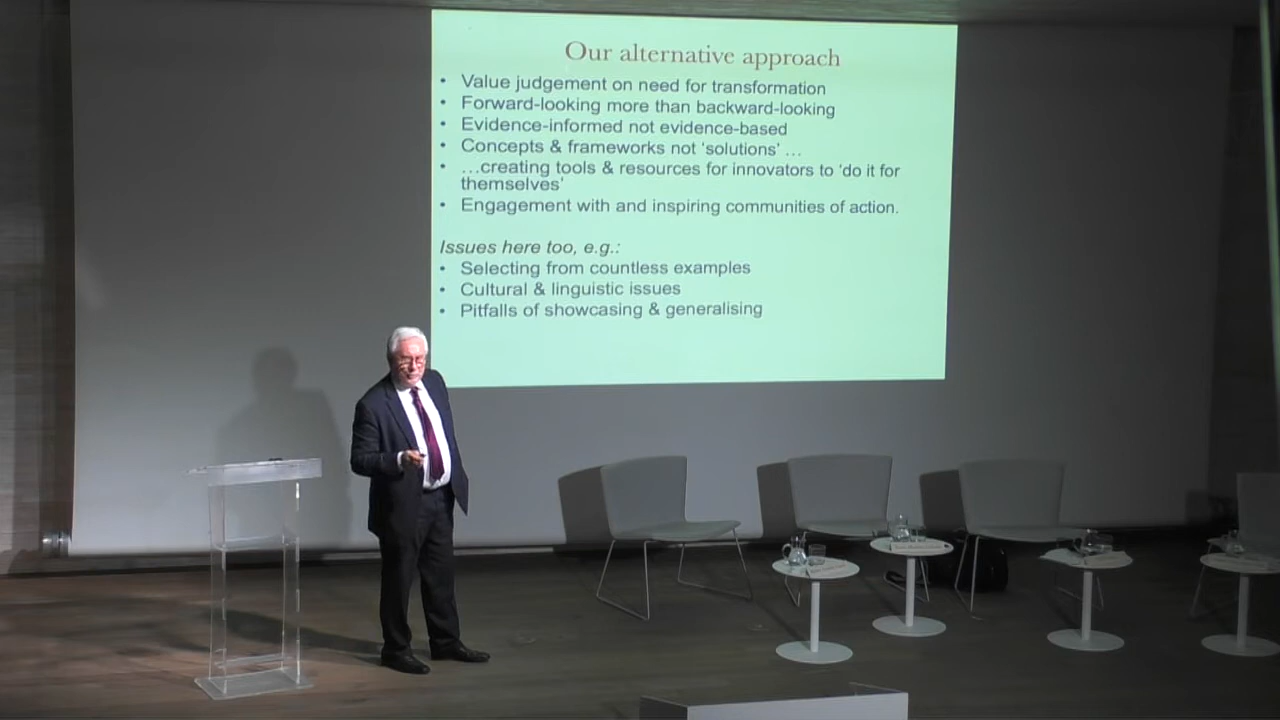 Our alternative approach
• Value judgement on need for transformation
• Forward-looking more than backward-looking
• Evidence-informed not evidence-based
• Concepts & frameworks not ‘solutions’ …
• …creating tools & resources for innovators to ‘do it for
themselves’
• Engagement with and inspiring communities of action.
Issues here too, e.g.:
• Selecting from countless examples
• Cultural & linguistic issues
• Pitfalls of showcasing & generalising